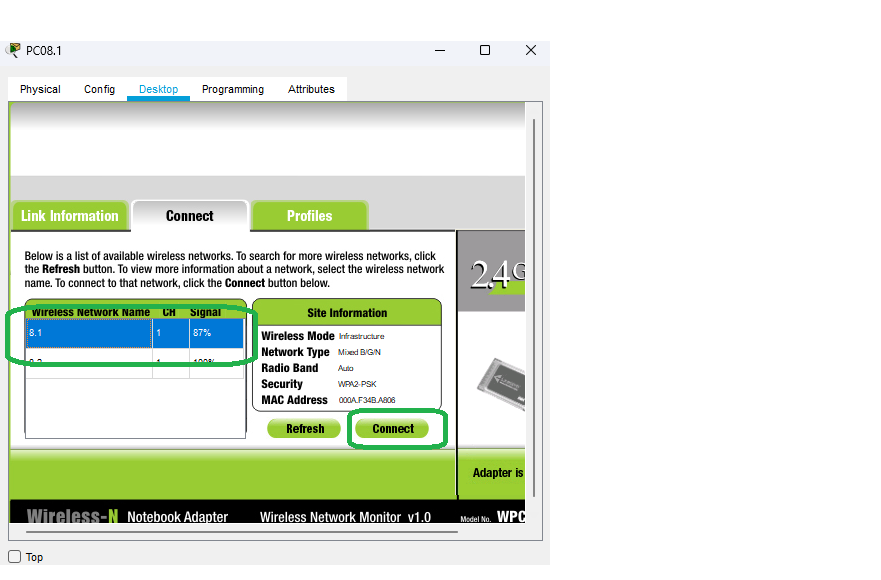 PC08.1
Physical Config Desktop Programming Attributes
Link Information Connect Profiles
Below is a list of available wireless networks. To search for more wireless networks, click
the Refresh button. To view more information about a network, select the wireless network
name. To connect to that network, click the Connect button below.
2.4G
Wireless Network Name CH Signal
8.1 1 87%
1 100%
Site Information
Wireless Mode Infrastructure
Network Type Mixed B/G/N
Radio Band Auto
Security WPA2-PSK
MAC Address 000A.F34B.A806
Refresh Connect
Adapter is
Wireless-N Notebook Adapter Wireless Network Monitor v1.0 Model No. WPC
Top